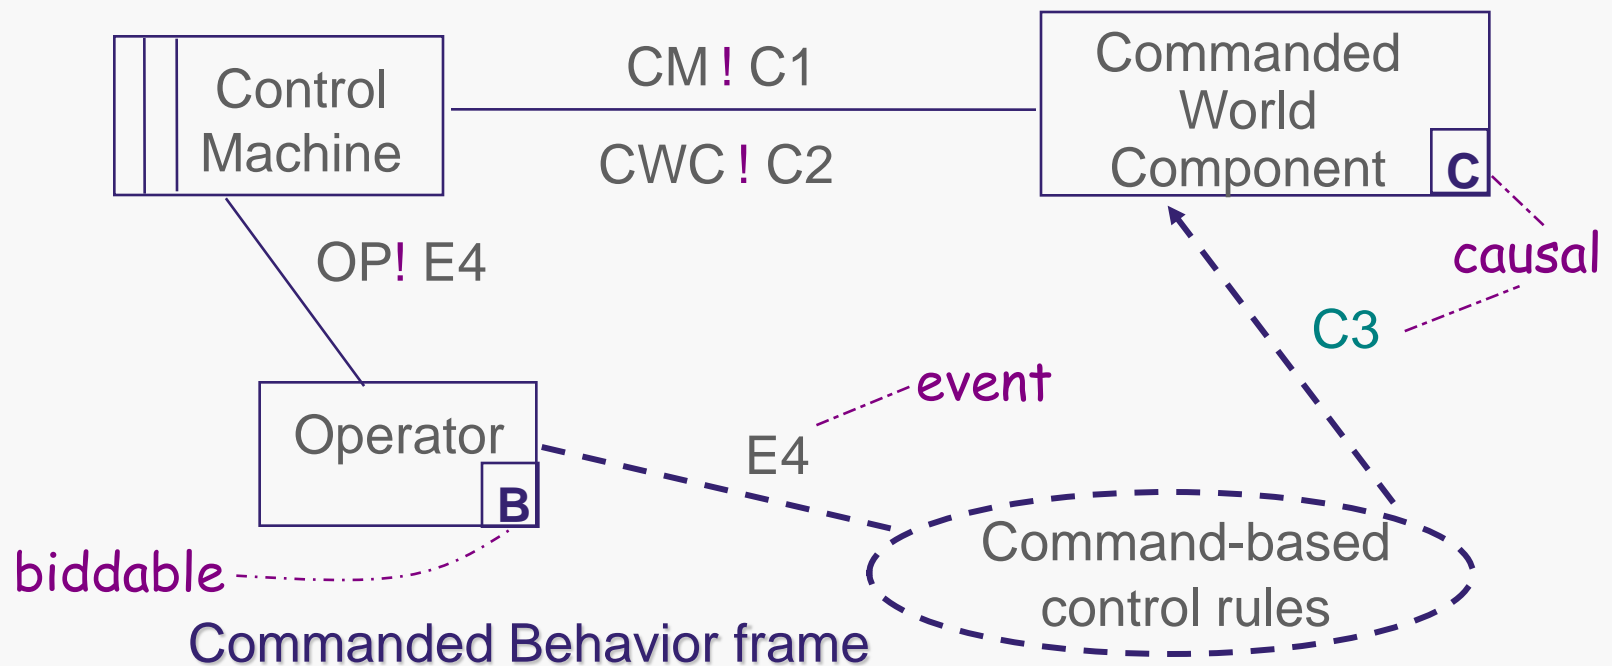 Control
Machine
CM ! C1
CWC ! C2
Commanded
World
Component
C
causal
OP! E4
C3
event
Operator
B
E4
biddable
Command-based
control rules
Commanded Behavior frame